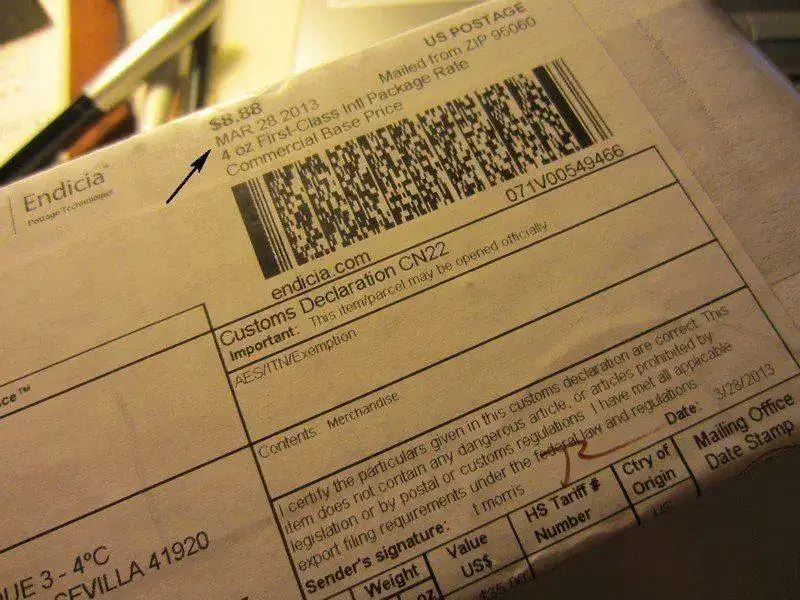 US POSTAGE
$8.88
Mailed from ZIP 95060
MAR 28 2013
4 oz First-Class Intl Package Rate
Commercial Base Price
Endicia
Postage Technologies
071V00549466
endicia.com
Customs Declaration CN22
Important: This item/parcel may be opened officially
AES/ITN/Exemption
Contents: Merchandise
I certify the particulars given in this customs declaration are correct. This
item does not contain any dangerous article, or articles prohibited by
legislation or by postal or customs regulations. I have met all applicable
export filing requirements under the federal law and regulations.
Sender's signature: t morris
Date: 3/28/2013
Weight
Value
US$
HS Tariff #
Number
Ctry of
Origin
Mailing Office
Date Stamp
oz
$35.00
US
ce™
UE 3 - 4ºC
SEVILLA 41920